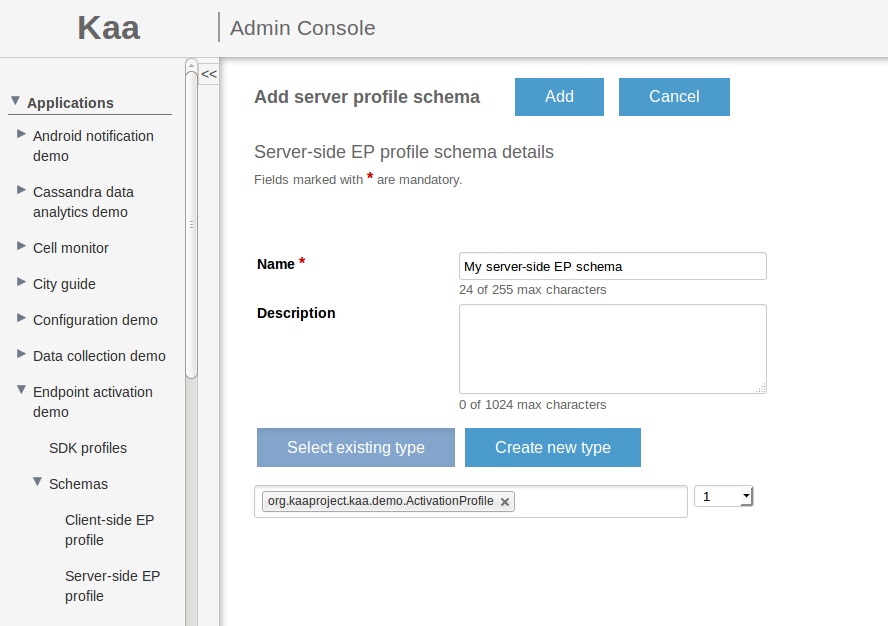 Kaa
Admin Console
<<
Applications
Android notification
demo
Cassandra data
analytics demo
Cell monitor
City guide
Configuration demo
Data collection demo
Endpoint activation
demo
SDK profiles
Schemas
Client-side EP
profile
Server-side EP
profile
Add server profile schema
Add
Cancel
Server-side EP profile schema details
Fields marked with * are mandatory.
Name *
My server-side EP schema
24 of 255 max characters
Description
0 of 1024 max characters
Select existing type
Create new type
org.kaaproject.kaa.demo.ActivationProfile ×
1